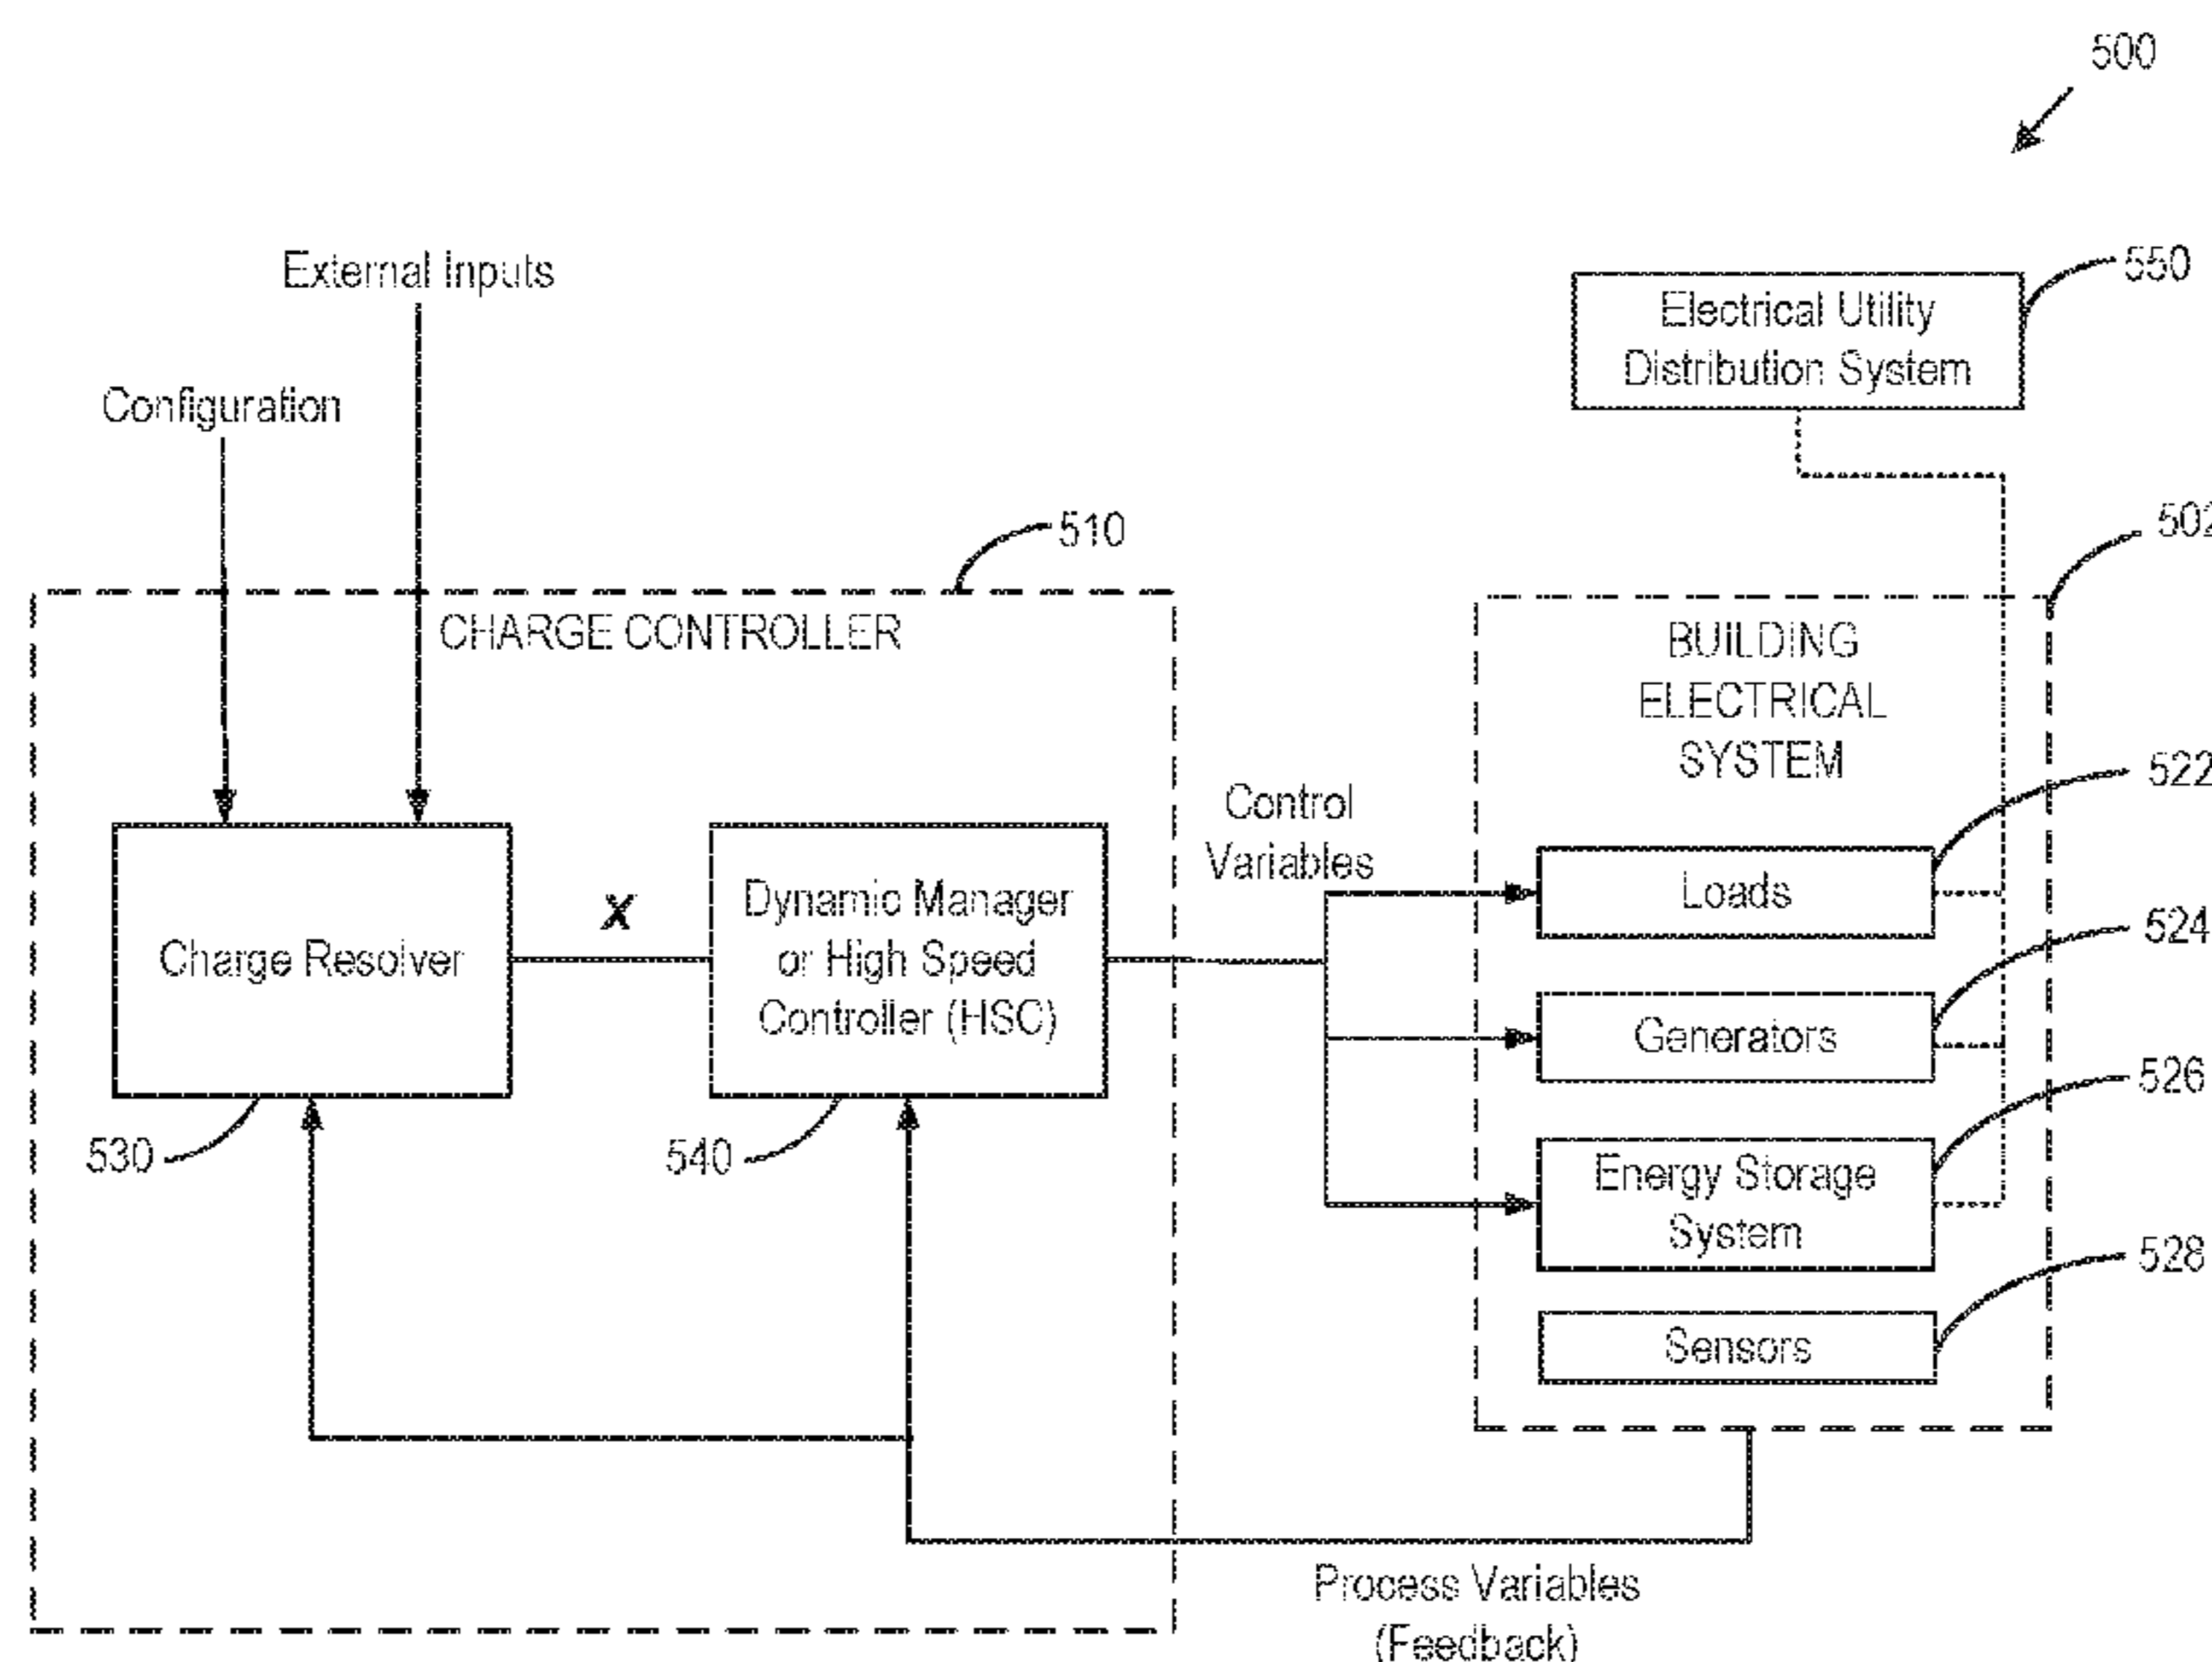 500
External Inputs
550
Electrical Utility
Distribution System
Configuration
510
502
CHARGE CONTROLLER
BUILDING
ELECTRICAL
SYSTEM
522
Control
Variables
Charge Resolver
X
Dynamic Manager
or High Speed
Controller (HSC)
Loads
524
Generators
526
530
540
Energy Storage
System
528
Sensors
Process Variables
(Feedback)